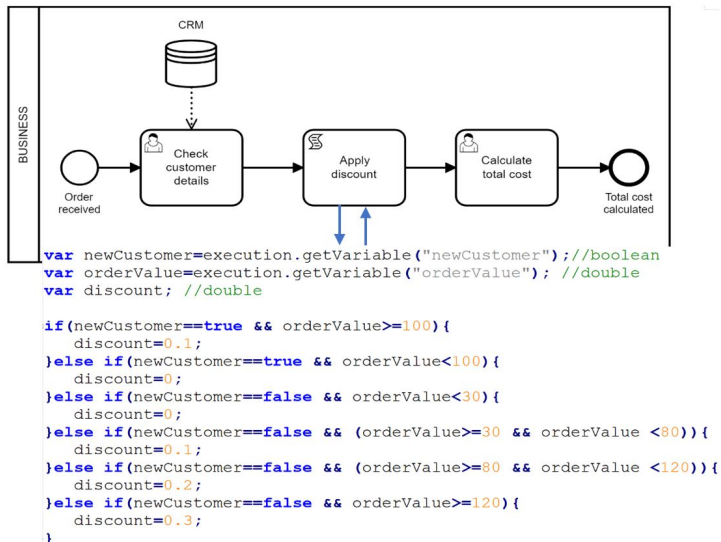 CRM
BUSINESS
Check
customer
details
Apply
discount
Calculate
total cost
Order
received
Total cost
calculated
var newCustomer=execution.getVariable("newCustomer");//boolean
var orderValue=execution.getVariable("orderValue"); //double
var discount; //double
if(newCustomer==true && orderValue>=100){
discount=0.1;
}else if(newCustomer==true && orderValue<100){
discount=0;
}else if(newCustomer==false && orderValue<30){
discount=0;
}else if(newCustomer==false && (orderValue>=30 && orderValue <80)){
discount=0.1;
}else if(newCustomer==false && (orderValue>=80 && orderValue <120)){
discount=0.2;
}else if(newCustomer==false && orderValue>=120){
discount=0.3;
}